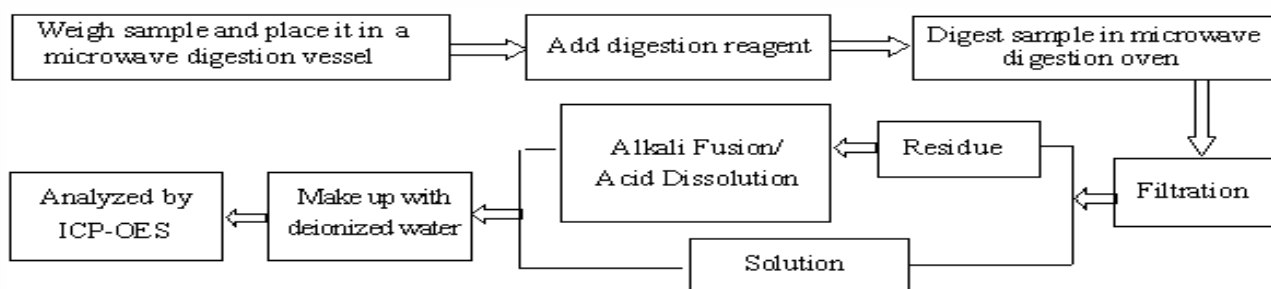 Weigh sample and place it in a
microwave digestion vessel
Add digestion reagent
Digest sample in microwave
digestion oven
Filtration
Residue
Alkali Fusion/
Acid Dissolution
Solution
Make up with
deionized water
Analyzed by
ICP-OES